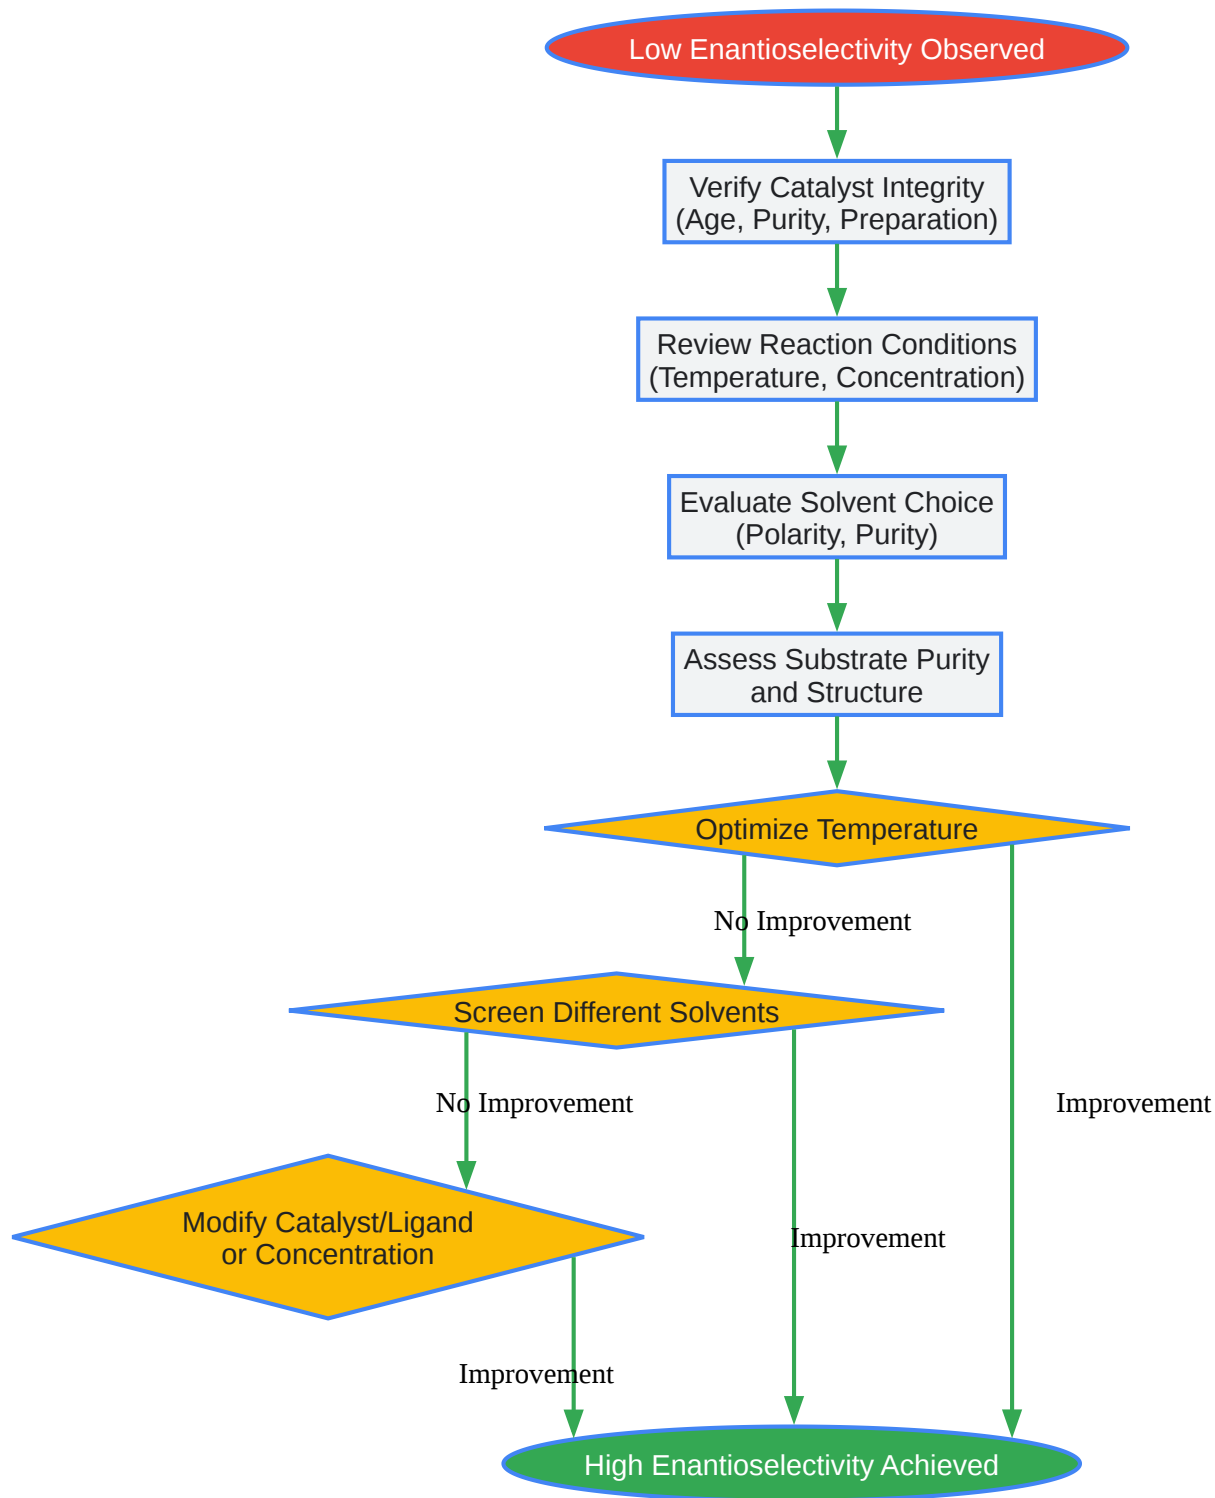 Low Enantioselectivity Observed
Verify Catalyst Integrity
(Age, Purity, Preparation)
Review Reaction Conditions
(Temperature, Concentration)
Evaluate Solvent Choice
(Polarity, Purity)
Assess Substrate Purity
and Structure
Optimize Temperature
No Improvement
Screen Different Solvents
No Improvement
Improvement
Modify Catalyst/Ligand
or Concentration
Improvement
Improvement
High Enantioselectivity Achieved